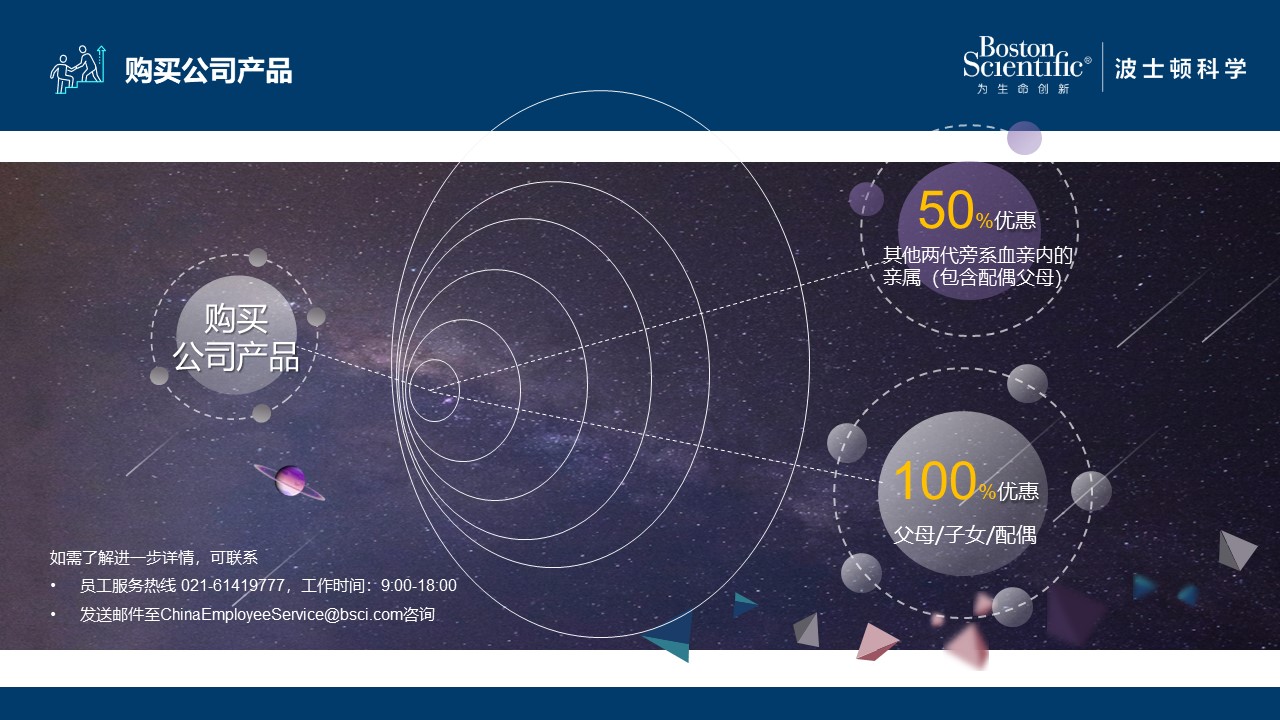 购买公司产品
Boston
Scientific®
为生命创新
波士顿科学
购买
公司产品
50%优惠
其他两代旁系血亲内的
亲属（包含配偶父母)
100%优惠
父母/子女/配偶
如需了解进一步详情，可联系
• 员工服务热线 021-61419777，工作时间：9:00-18:00
• 发送邮件至ChinaEmployeeService@bsci.com咨询